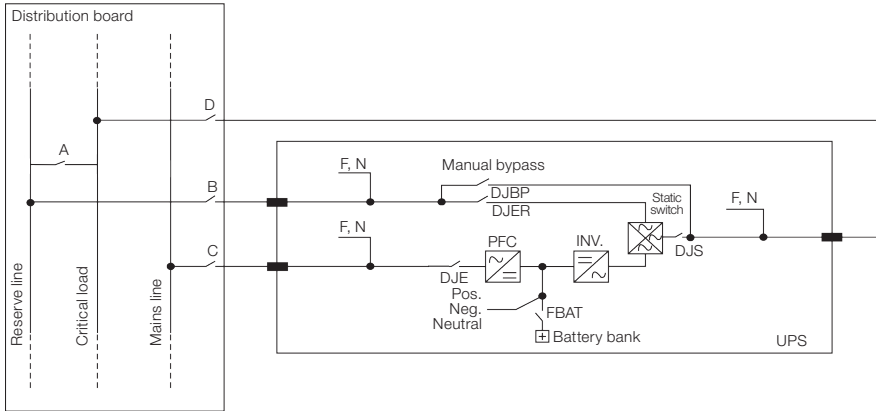 Distribution board
D
A
B
C
Reserve line
Critical load
Mains line
F, N
Manual bypass
DJBP
DJER
Static
switch
F, N
F, N
PFC
INV.
DJS
DJE
Pos.
Neg.
Neutral
FBAT
Battery bank
UPS